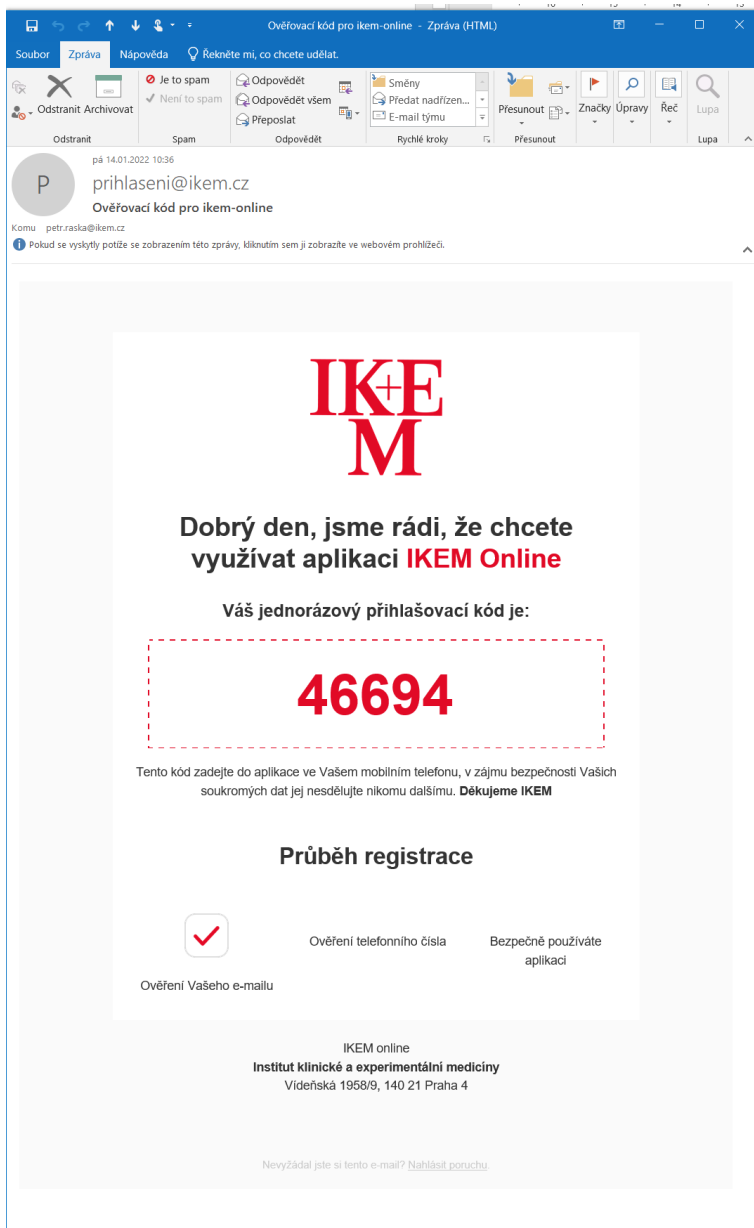 Ověřovací kód pro ikem-online - Zpráva (HTML)
Soubor Zpráva Nápověda Řekněte mi, co chcete udělat.
Odstranit Archivovat
Odstranit
Je to spam
Není to spam
Spam
Odpovědět
Odpovědět všem
Přeposlat
Odpovědět
Směny
Předat nadřízen...
E-mail týmu
Rychlé kroky
Přesunout
Přesunout
Značky Úpravy Řeč Lupa
Lupa
pá 14.01.2022 10:36
P
prihlaseni@ikem.cz
Ověřovací kód pro ikem-online
Komu petr.raska@ikem.cz
Pokud se vyskytly potíže se zobrazením této zprávy, kliknutím sem ji zobrazíte ve webovém prohlížeči.
IK+E
M
Dobrý den, jsme rádi, že chcete
využívat aplikaci IKEM Online
Váš jednorázový přihlašovací kód je:
46694
Tento kód zadejte do aplikace ve Vašem mobilním telefonu, v zájmu bezpečnosti Vašich
soukromých dat jej nesdělujte nikomu dalšímu. Děkujeme IKEM
Průběh registrace
Ověření telefonního čísla
Bezpečně používáte
aplikaci
Ověření Vašeho e-mailu
IKEM online
Institut klinické a experimentální medicíny
Vídeňská 1958/9, 140 21 Praha 4
Nevyžádal jste si tento e-mail? Nahlásit poruchu.